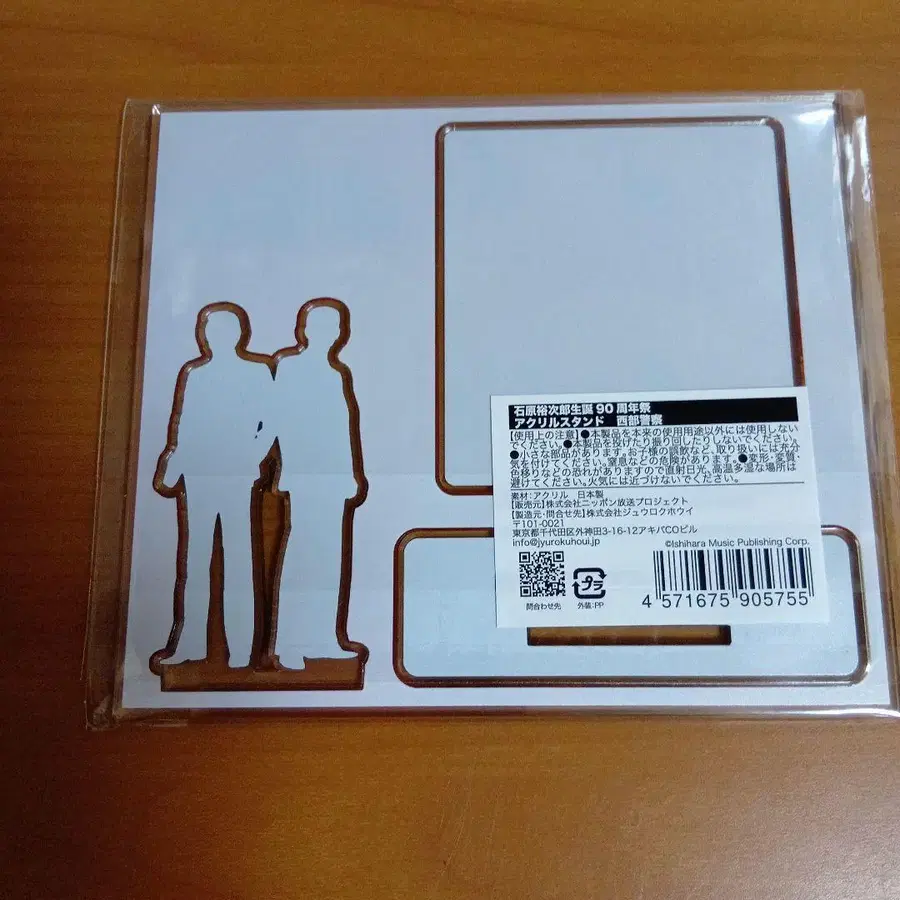 石原裕次郎生誕 90 周年祭
アクリルスタンド 西部警察
【使用上の注意】●本製品を本来の使用用途以外には使用しない
でください。●本製品を投げたり振り回したりしないでください。
●小さな部品があります。お子様の誤飲など、取り扱いには充分
気を付けてください。窒息などの危険があります。●変形・変質・
色移りなどの恐れがありますので直射日光、高温多湿な場所は
避けてください。火気には近づけないでください。
素材:アクリル 日本製
【販売元】株式会社ニッポン放送プロジェクト
【製造元・問合せ先】株式会社ジュウロクホウイ
〒101-0021
東京都千代田区外神田3-16-12アキバCOビル
info@jyurokuhoui.jp
©Ishihara Music Publishing Corp.
プラ
問合わせ先
外装:PP
4 571675 905755